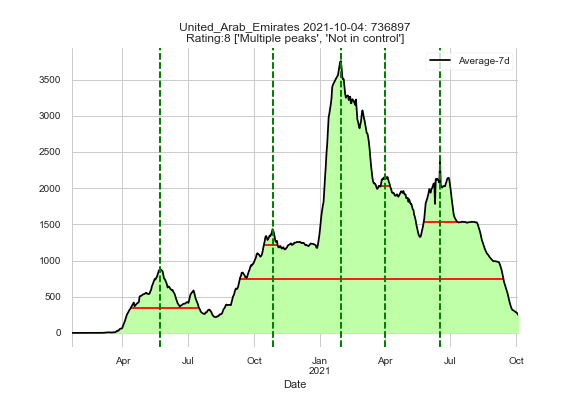 United_Arab_Emirates 2021-10-04: 736897
Rating:8 ['Multiple peaks', 'Not in control']
Average-7d
3500
3000
2500
2000
1500
1000
500
0
Apr
Jul
Oct
Jan
2021
Apr
Jul
Oct
Date